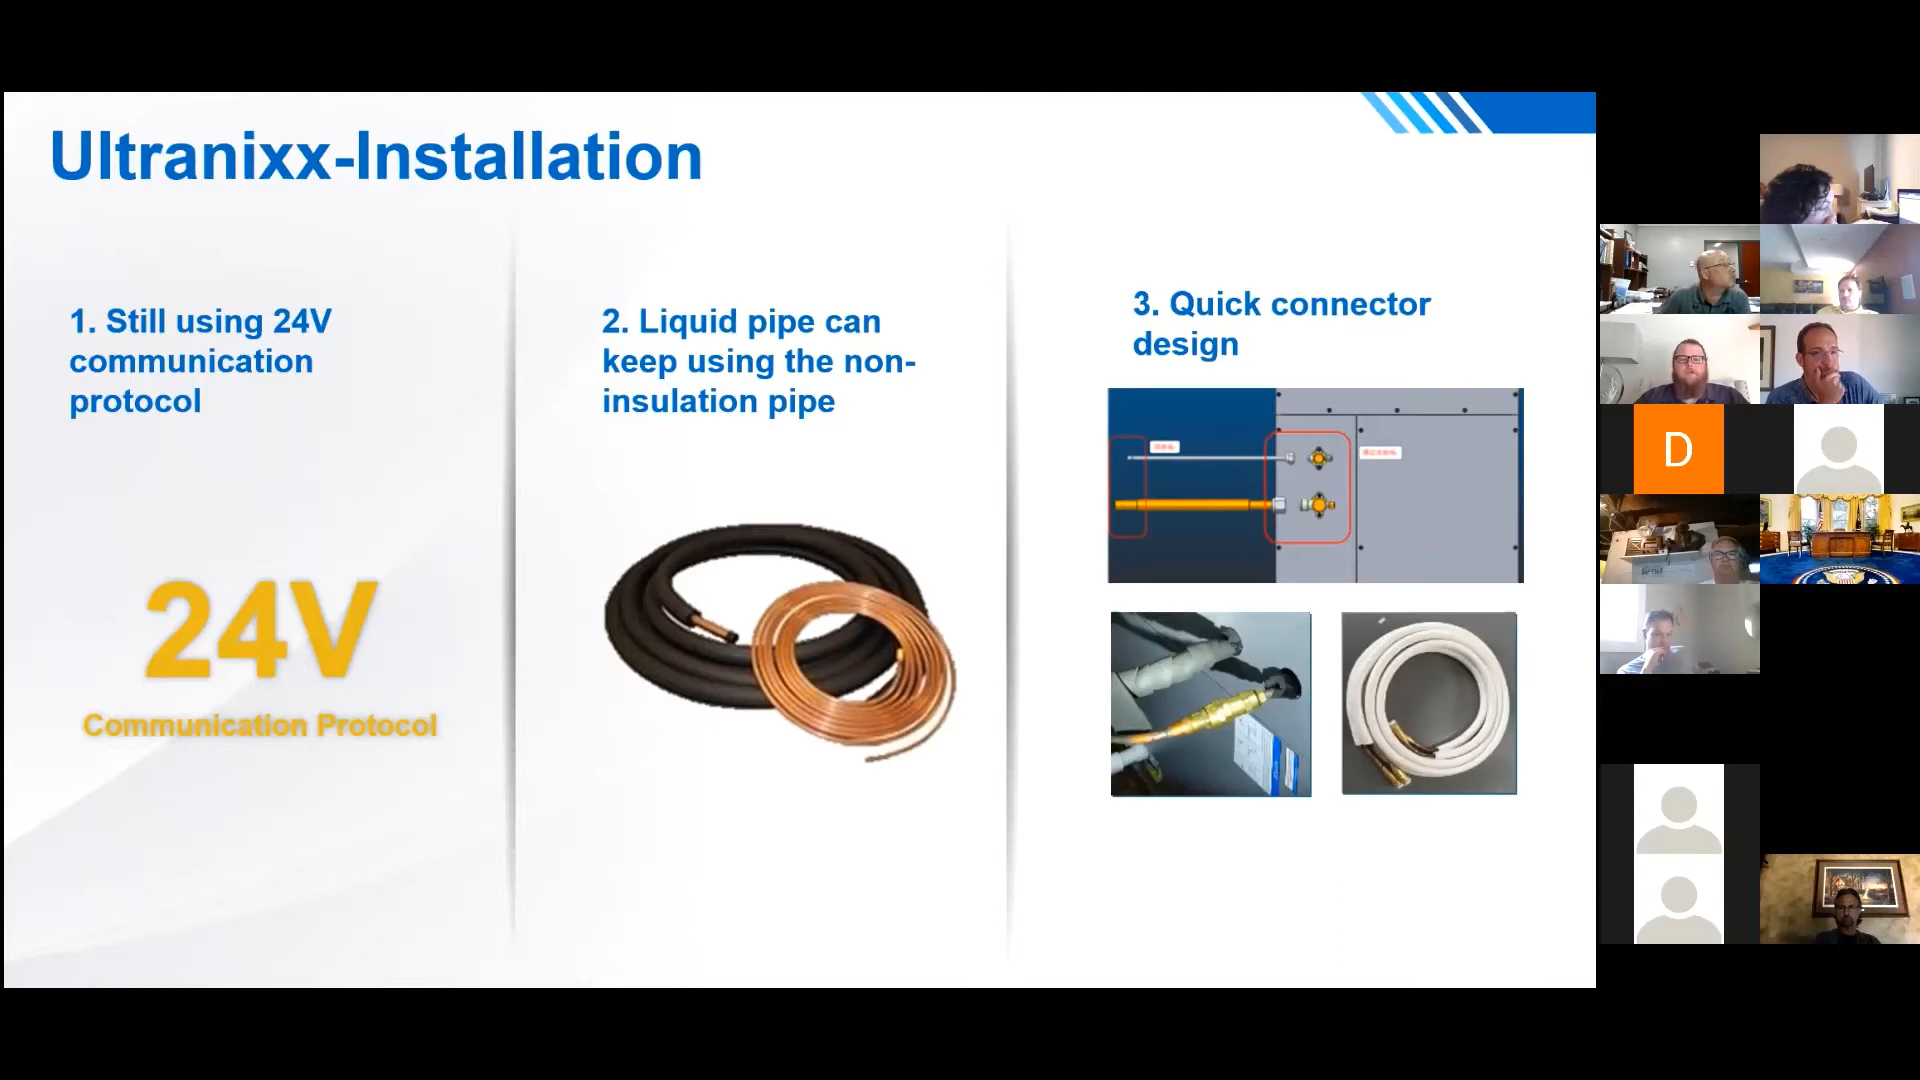 Ultranixx-Installation
1. Still using 24V
communication
protocol
24V
Communication Protocol
2. Liquid pipe can
keep using the non-
insulation pipe
3. Quick connector
design
D